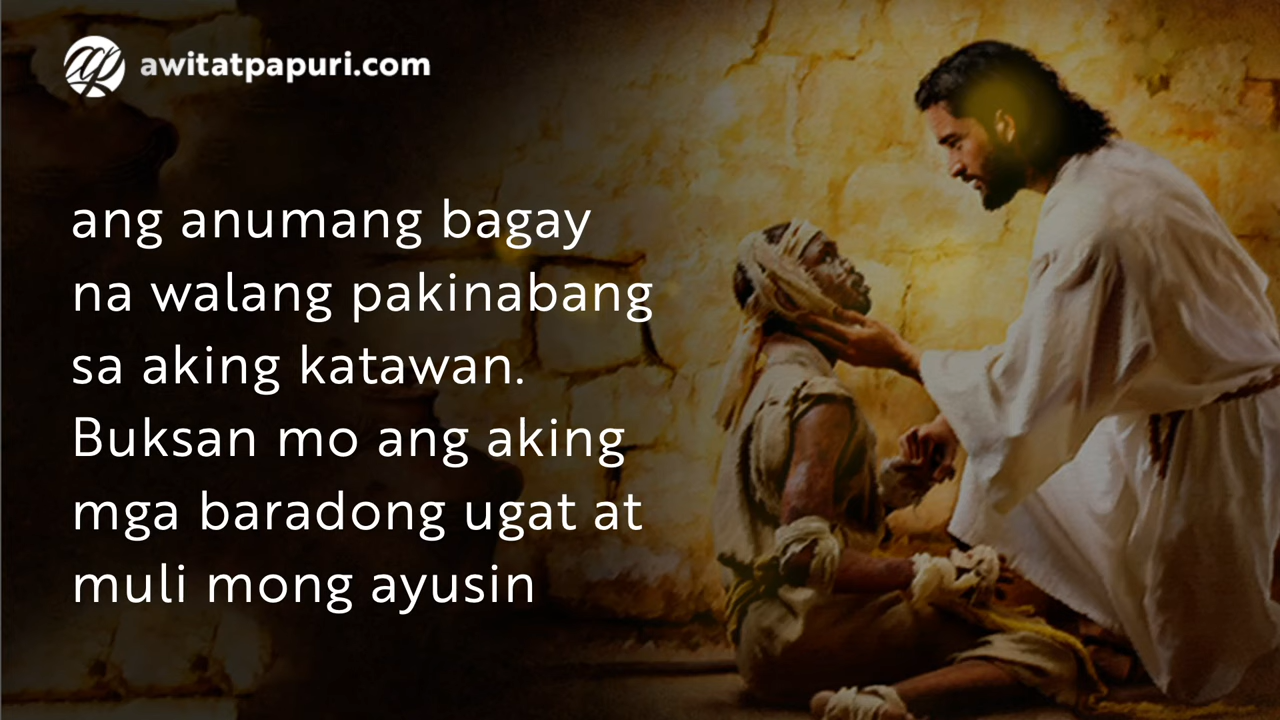 awitatpapuri.com
ang anumang bagay
na walang pakinabang
sa aking katawan.
Buksan mo ang aking
mga baradong ugat at
muli mong ayusin